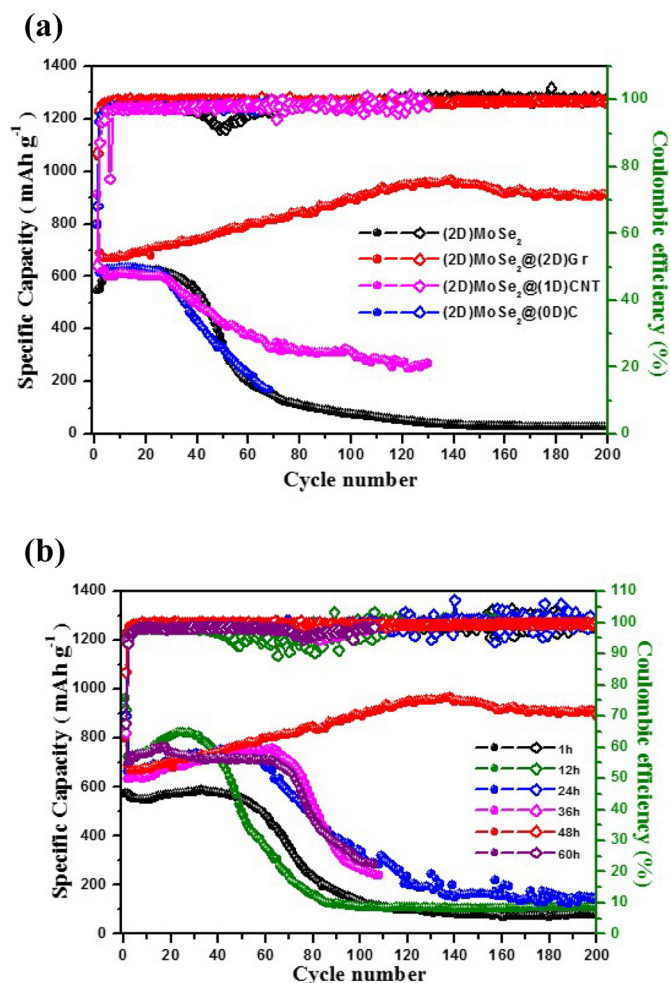 (a)
1400
1200
1000
800
600
400
200
0
Specific Capacity ( mAh g⁻¹)
100
80
60
40
20
0
Coulombic efficiency (%)
(2D)MoSe₂
(2D)MoSe₂@(2D)Gr
(2D)MoSe₂@(1D)CNT
(2D)MoSe₂@(0D)C
0 20 40 60 80 100 120 140 160 180 200
Cycle number
(b)
1400
1200
1000
800
600
400
200
0
Specific Capacity ( mAh g⁻¹)
110
100
90
80
70
60
50
40
30
20
10
0
Coulombic efficiency (%)
1h
12h
24h
36h
48h
60h
0 20 40 60 80 100 120 140 160 180 200
Cycle number